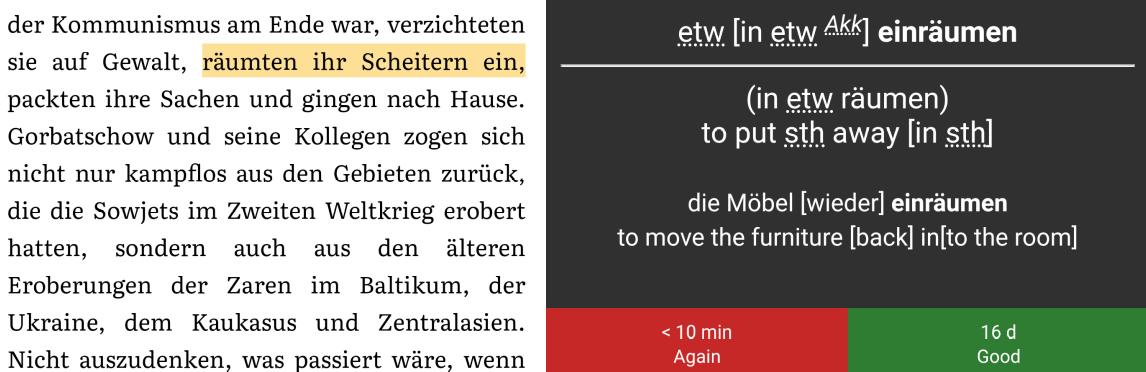 der Kommunismus am Ende war, verzichteten
sie auf Gewalt, räumten ihr Scheitern ein,
packten ihre Sachen und gingen nach Hause.
Gorbatschow und seine Kollegen zogen sich
nicht nur kampflos aus den Gebieten zurück,
die die Sowjets im Zweiten Weltkrieg erobert
hatten, sondern auch aus den älteren
Eroberungen der Zaren im Baltikum, der
Ukraine, dem Kaukasus und Zentralasien.
Nicht auszudenken, was passiert wäre, wenn
etw [in etw Akk] einräumen
(in etw räumen)
to put sth away [in sth]
die Möbel [wieder] einräumen
to move the furniture [back] in[to the room]
< 10 min
Again
16 d
Good